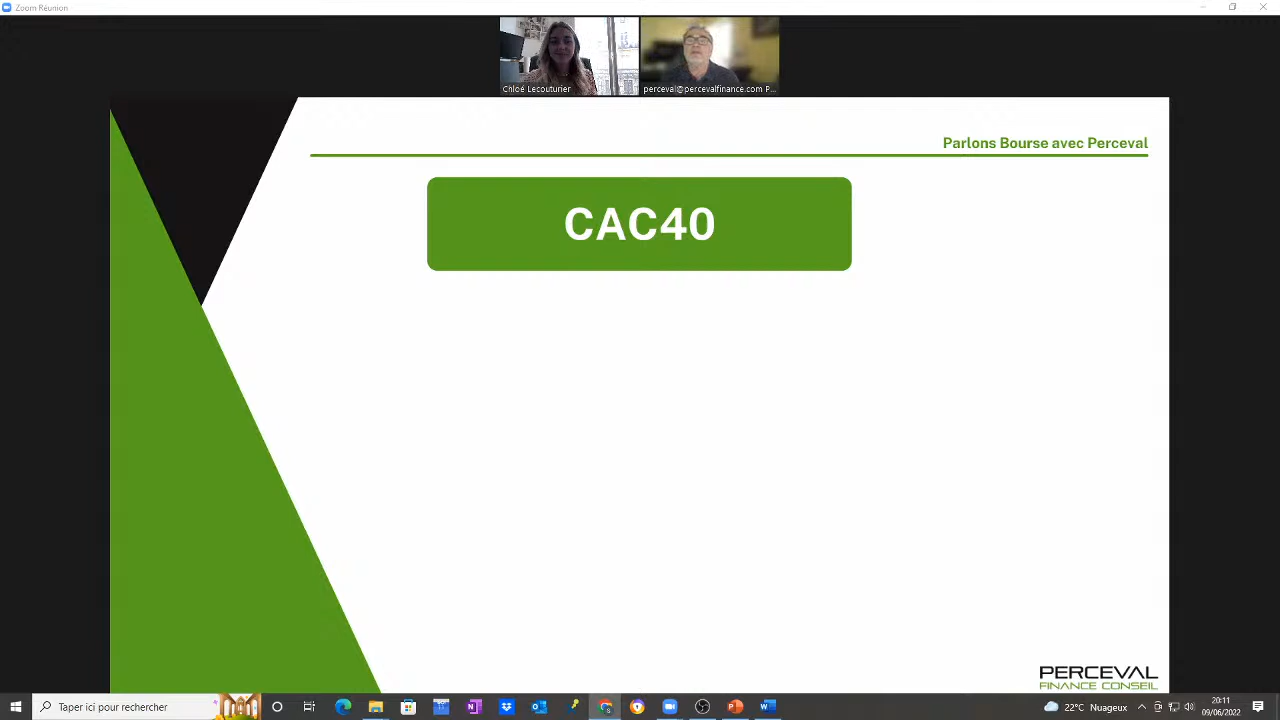 Zoom Réunion
Chloé Lecouturier
perceval@percevalfinance.com P...
Parlons Bourse avec Perceval
CAC40
PERCEVAL
FINANCE CONSEIL
Taper ici pour rechercher
22°C Nuageux
20:11
09/06/2022